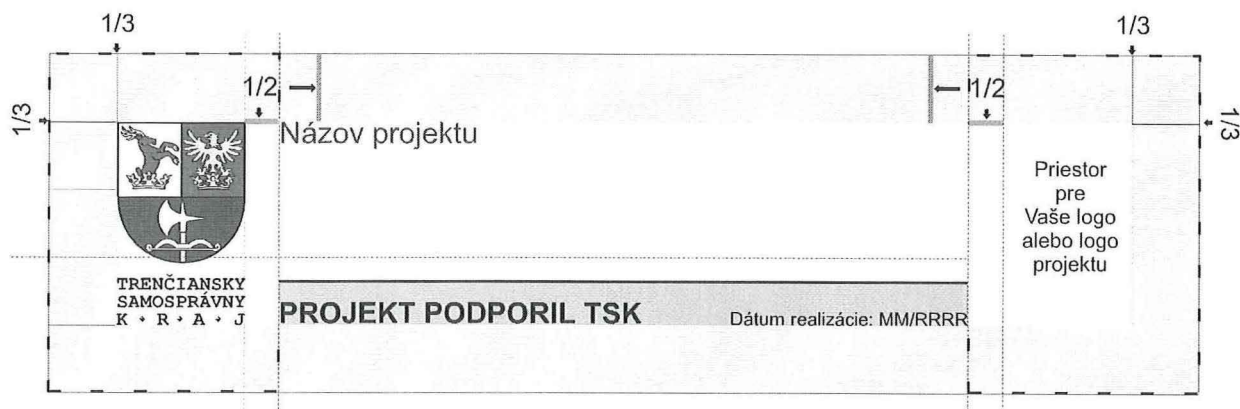 1/3
1/3
1/2
1/2
1/3
1/3
Názov projektu
Priestor
pre
Vaše logo
alebo logo
projektu
TRENČIANSKY
SAMOSPRÁVNY
K • R • A • J
PROJEKT PODPORIL TSK
Dátum realizácie: MM/RRRR